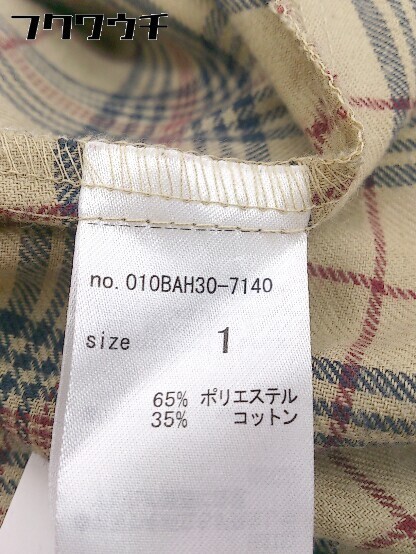 フクワウチ
no. 010BAH30-7140
size 1
65% ポリエステル
35% コットン